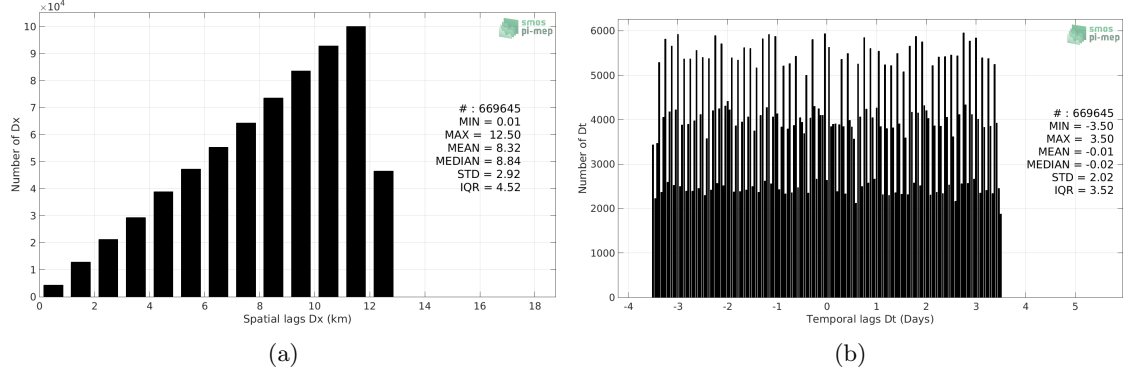 ×10⁴
10
9
8
7
6
5
4
3
2
1
0
Number of Dx
smos
pi-mep
# : 669645
MIN = 0.01
MAX = 12.50
MEAN = 8.32
MEDIAN = 8.84
STD = 2.92
IQR = 4.52
0 2 4 6 8 10 12 14 16 18
Spatial lags Dx (km)
(a)
6000
5000
4000
3000
2000
1000
0
Number of Dt
smos
pi-mep
# : 669645
MIN = -3.50
MAX = 3.50
MEAN = -0.01
MEDIAN = -0.02
STD = 2.02
IQR = 3.52
-4 -3 -2 -1 0 1 2 3 4 5
Temporal lags Dt (Days)
(b)